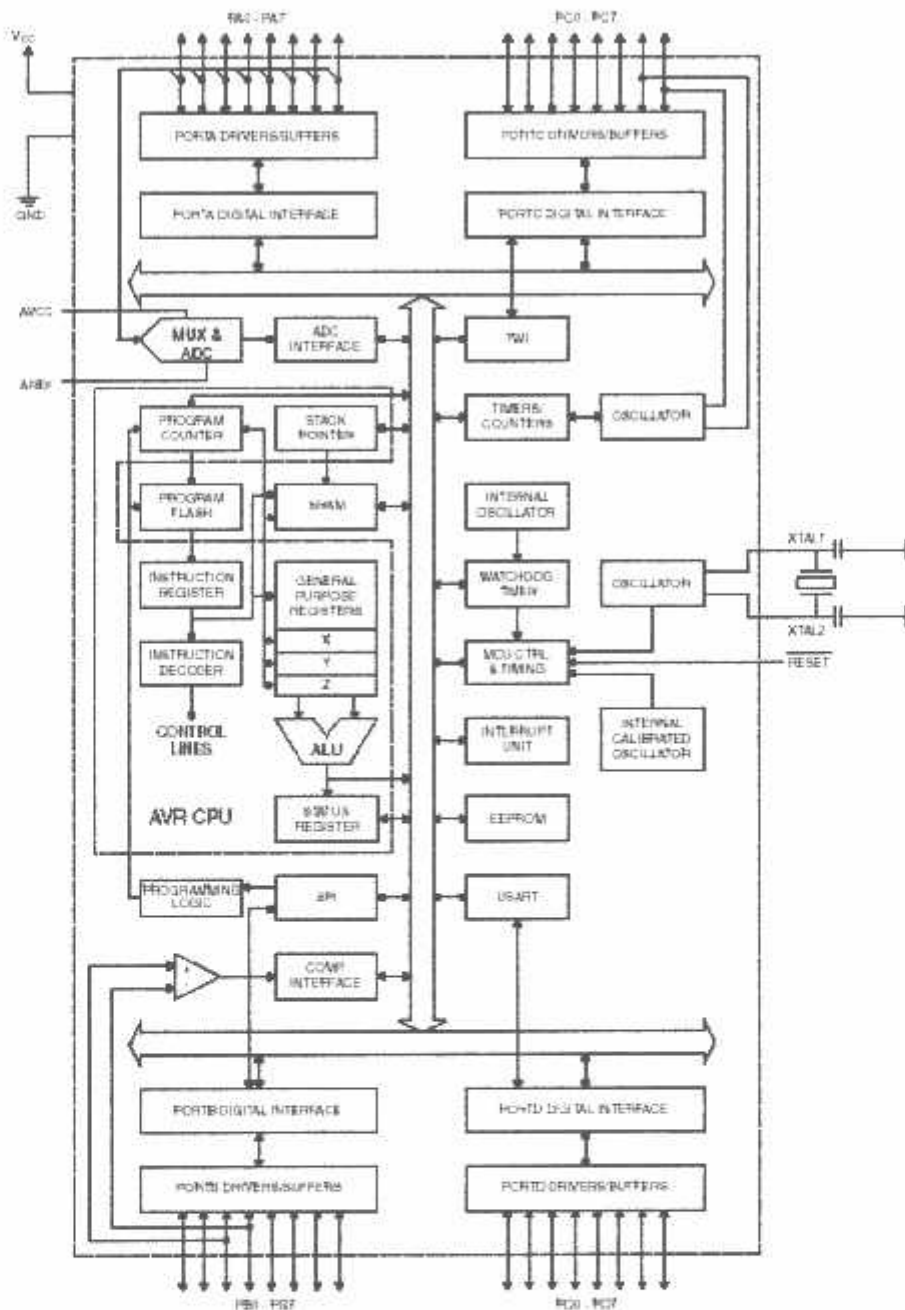 PA0 - PA7
PC0 - PC7
VCC
PORTA DRIVERS/BUFFERS
PORTC DRIVERS/BUFFERS
GND
PORTA DIGITAL INTERFACE
PORTC DIGITAL INTERFACE
AVCC
MUX &
ADC
ADC
INTERFACE
TWI
AREF
PROGRAM
COUNTER
STACK
POINTER
TIMERS/
COUNTERS
OSCILLATOR
PROGRAM
FLASH
SRAM
INTERNAL
OSCILLATOR
XTAL1
INSTRUCTION
REGISTER
GENERAL
PURPOSE
REGISTERS
WATCHDOG
TIMER
OSCILLATOR
X
XTAL2
INSTRUCTION
DECODER
Y
MCU CTRL.
& TIMING
RESET
Z
CONTROL
LINES
ALU
INTERRUPT
UNIT
INTERNAL
CALIBRATED
OSCILLATOR
AVR CPU
STATUS
REGISTER
EEPROM
PROGRAMMING
LOGIC
SPI
USART
+
-
COMP.
INTERFACE
PORTB DIGITAL INTERFACE
PORTD DIGITAL INTERFACE
PORTB DRIVERS/BUFFERS
PORTD DRIVERS/BUFFERS
PB0 - PB7
PD0 - PD7